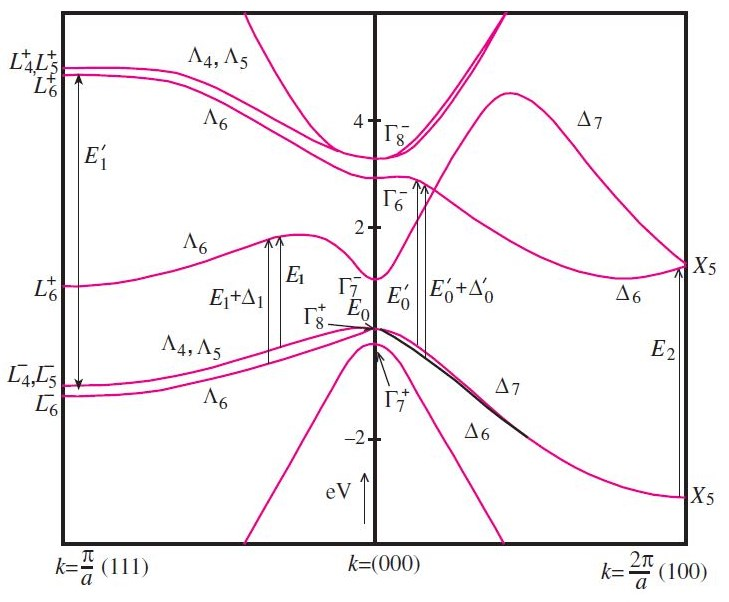 L₄⁺,L₅⁺
L₆⁺
E₁′
Λ₄, Λ₅
Λ₆
4
Γ₈⁻
Δ₇
Γ₆⁻
2
Λ₆
L₆⁺
E₁+Δ₁
E₁
Γ₇⁻
E₀
Γ₈⁺
E₀′
E₀′+Δ₀′
X₅
Δ₆
E₂
Λ₄, Λ₅
L₄⁻,L₅⁻
L₆⁻
Λ₆
Γ₇⁺
Δ₇
Δ₆
−2
eV
X₅
k=π/a (111)
k=(000)
k=2π/a (100)